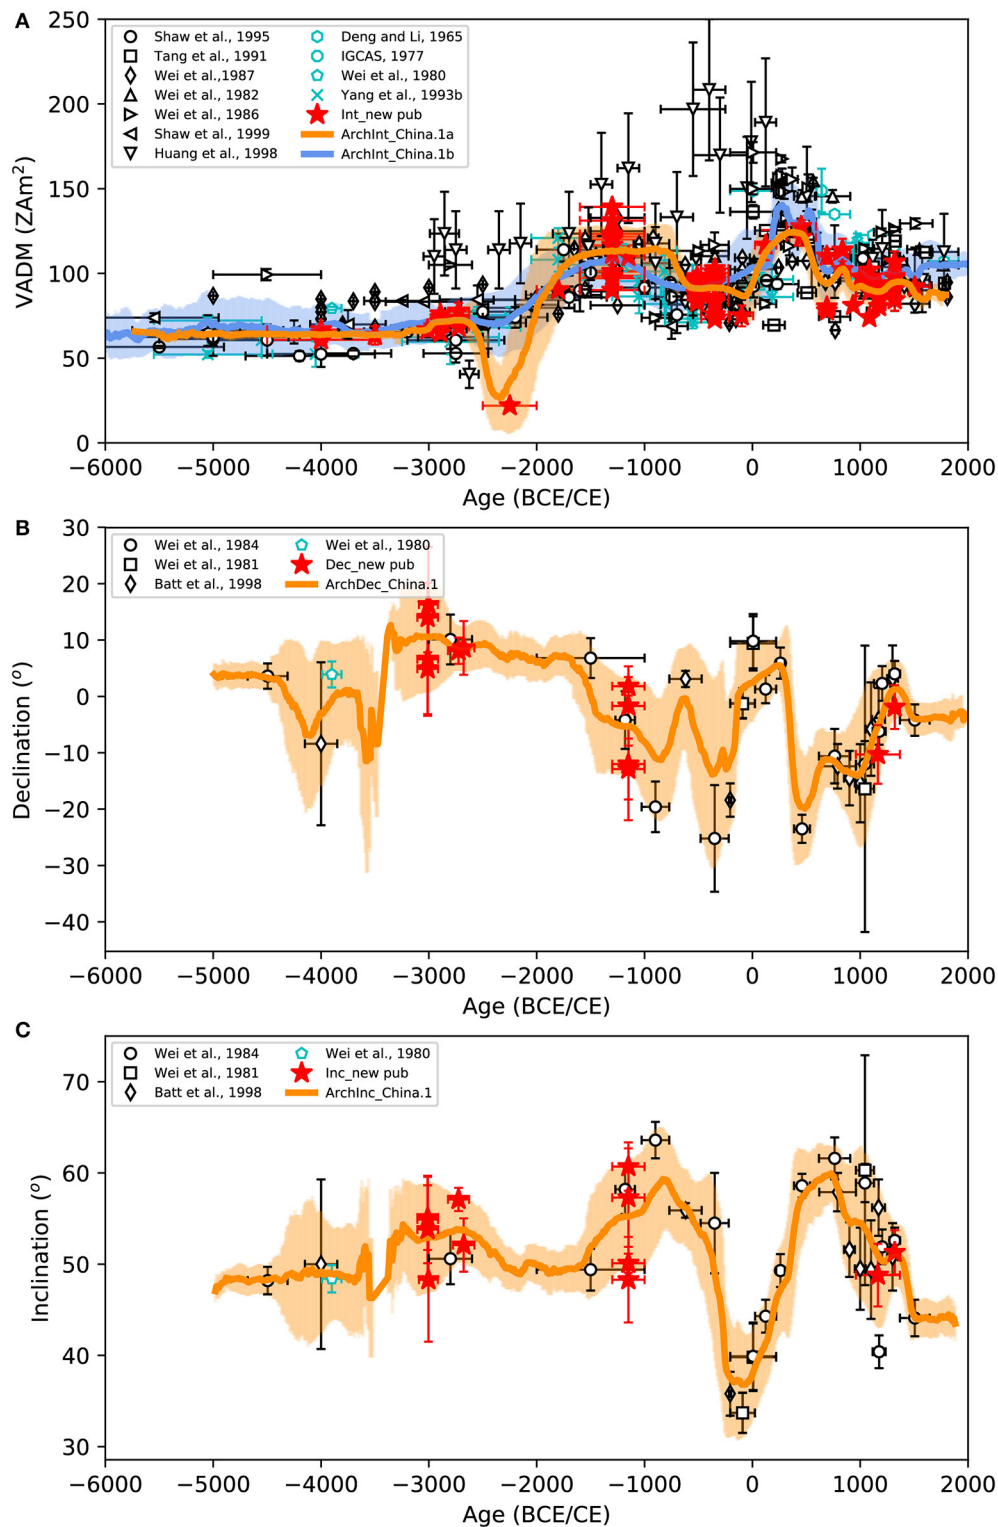 A
Shaw et al., 1995
Tang et al., 1991
Wei et al.,1987
Wei et al., 1982
Wei et al., 1986
Shaw et al., 1999
Huang et al., 1998
Deng and Li, 1965
IGCAS, 1977
Wei et al., 1980
Yang et al., 1993b
Int_new pub
ArchInt_China.1a
ArchInt_China.1b
VADM (ZAm²)
250
200
150
100
50
0
−6000 −5000 −4000 −3000 −2000 −1000 0 1000 2000
Age (BCE/CE)
B
Wei et al., 1984
Wei et al., 1981
Batt et al., 1998
Wei et al., 1980
Dec_new pub
ArchDec_China.1
Declination (°)
30
20
10
0
−10
−20
−30
−40
−6000 −5000 −4000 −3000 −2000 −1000 0 1000 2000
Age (BCE/CE)
C
Wei et al., 1984
Wei et al., 1981
Batt et al., 1998
Wei et al., 1980
Inc_new pub
ArchInc_China.1
Inclination (°)
70
60
50
40
30
−6000 −5000 −4000 −3000 −2000 −1000 0 1000 2000
Age (BCE/CE)